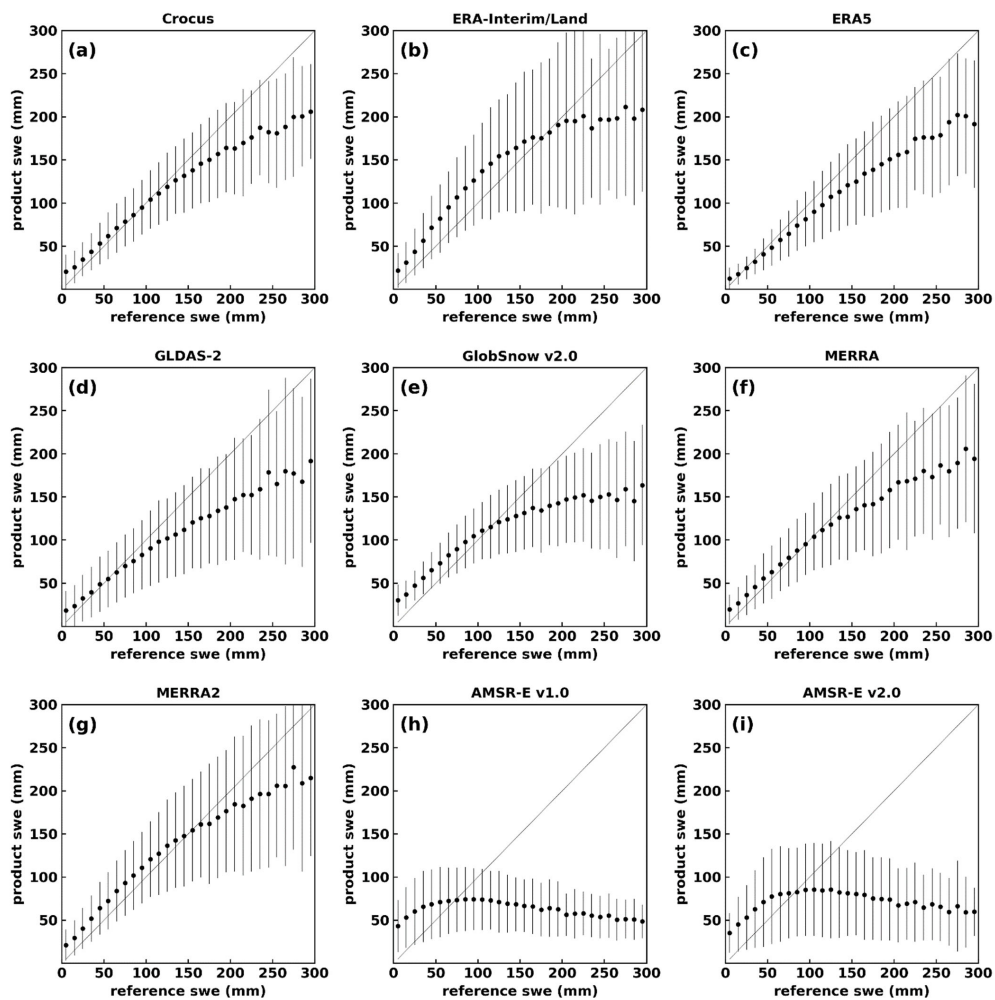 Crocus
ERA-Interim/Land
ERA5
(a)
(b)
(c)
product swe (mm)
300
250
200
150
100
50
0 50 100 150 200 250 300
reference swe (mm)
product swe (mm)
300
250
200
150
100
50
0 50 100 150 200 250 300
reference swe (mm)
product swe (mm)
300
250
200
150
100
50
0 50 100 150 200 250 300
reference swe (mm)
GLDAS-2
GlobSnow v2.0
MERRA
(d)
(e)
(f)
product swe (mm)
300
250
200
150
100
50
0 50 100 150 200 250 300
reference swe (mm)
product swe (mm)
300
250
200
150
100
50
0 50 100 150 200 250 300
reference swe (mm)
product swe (mm)
300
250
200
150
100
50
0 50 100 150 200 250 300
reference swe (mm)
MERRA2
AMSR-E v1.0
AMSR-E v2.0
(g)
(h)
(i)
product swe (mm)
300
250
200
150
100
50
0 50 100 150 200 250 300
reference swe (mm)
product swe (mm)
300
250
200
150
100
50
0 50 100 150 200 250 300
reference swe (mm)
product swe (mm)
300
250
200
150
100
50
0 50 100 150 200 250 300
reference swe (mm)